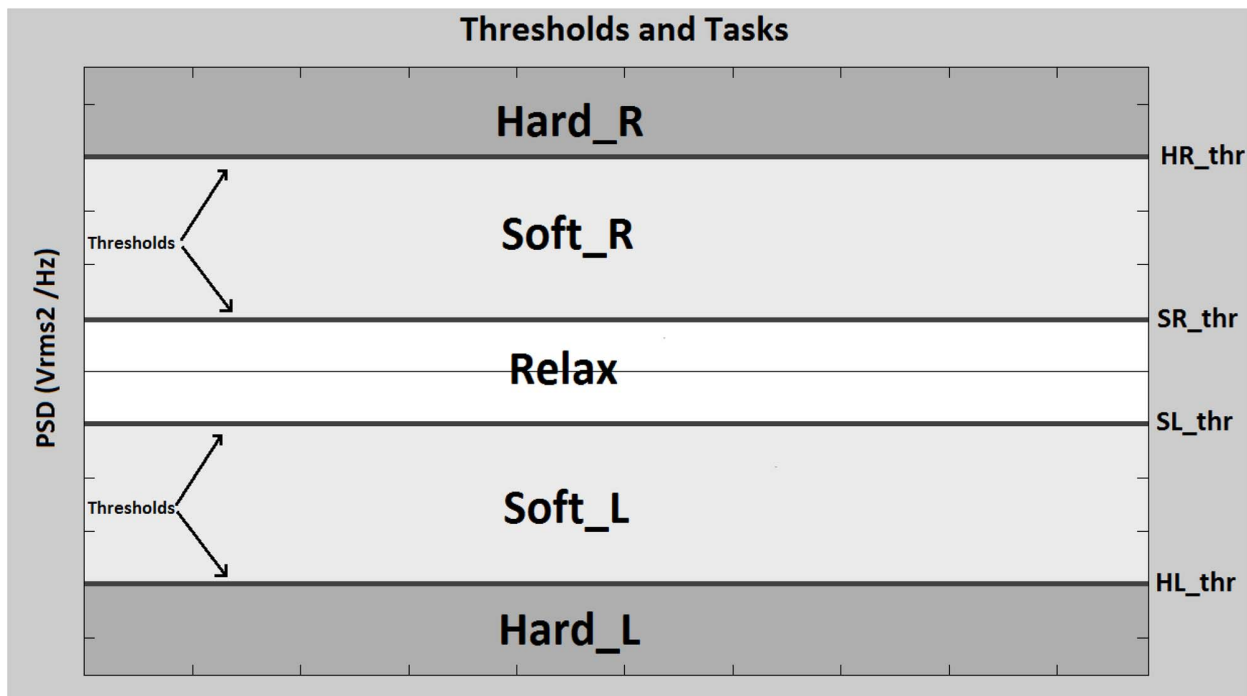 Thresholds and Tasks
Hard_R
HR_thr
Soft_R
Thresholds
PSD (Vrms2 /Hz)
SR_thr
Relax
SL_thr
Thresholds
Soft_L
HL_thr
Hard_L